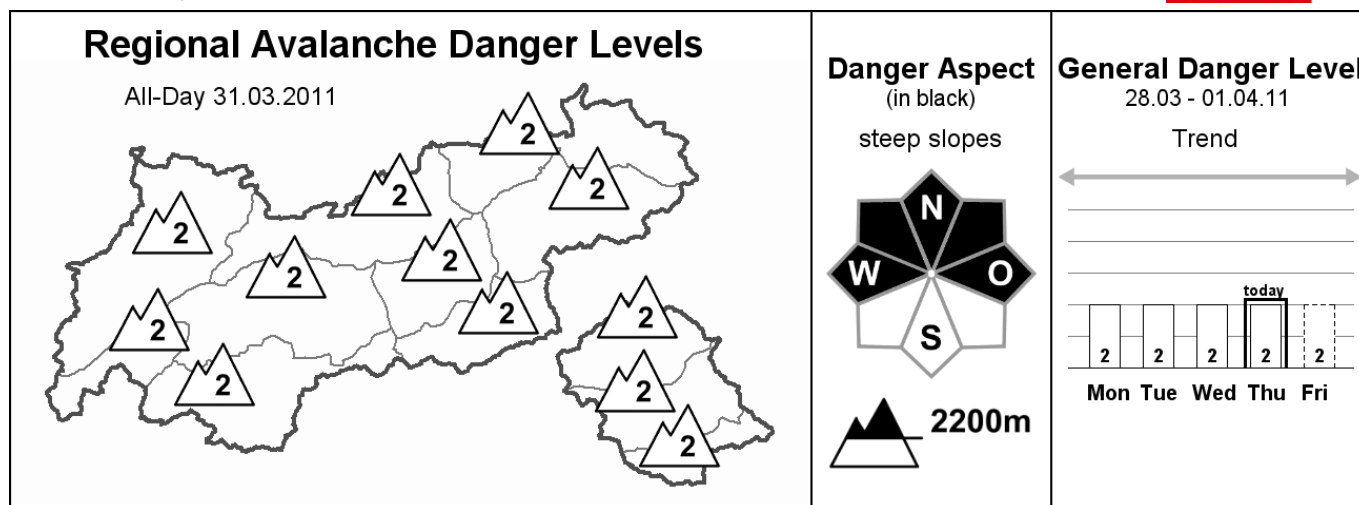 Regional Avalanche Danger Levels
All-Day 31.03.2011
2
2
2
2
2
2
2
2
2
2
2
2
2
Danger Aspect
(in black)
steep slopes
N
W
O
S
2200m
General Danger Level
28.03 - 01.04.11
Trend
today
2 2 2 2 2
Mon Tue Wed Thu Fri